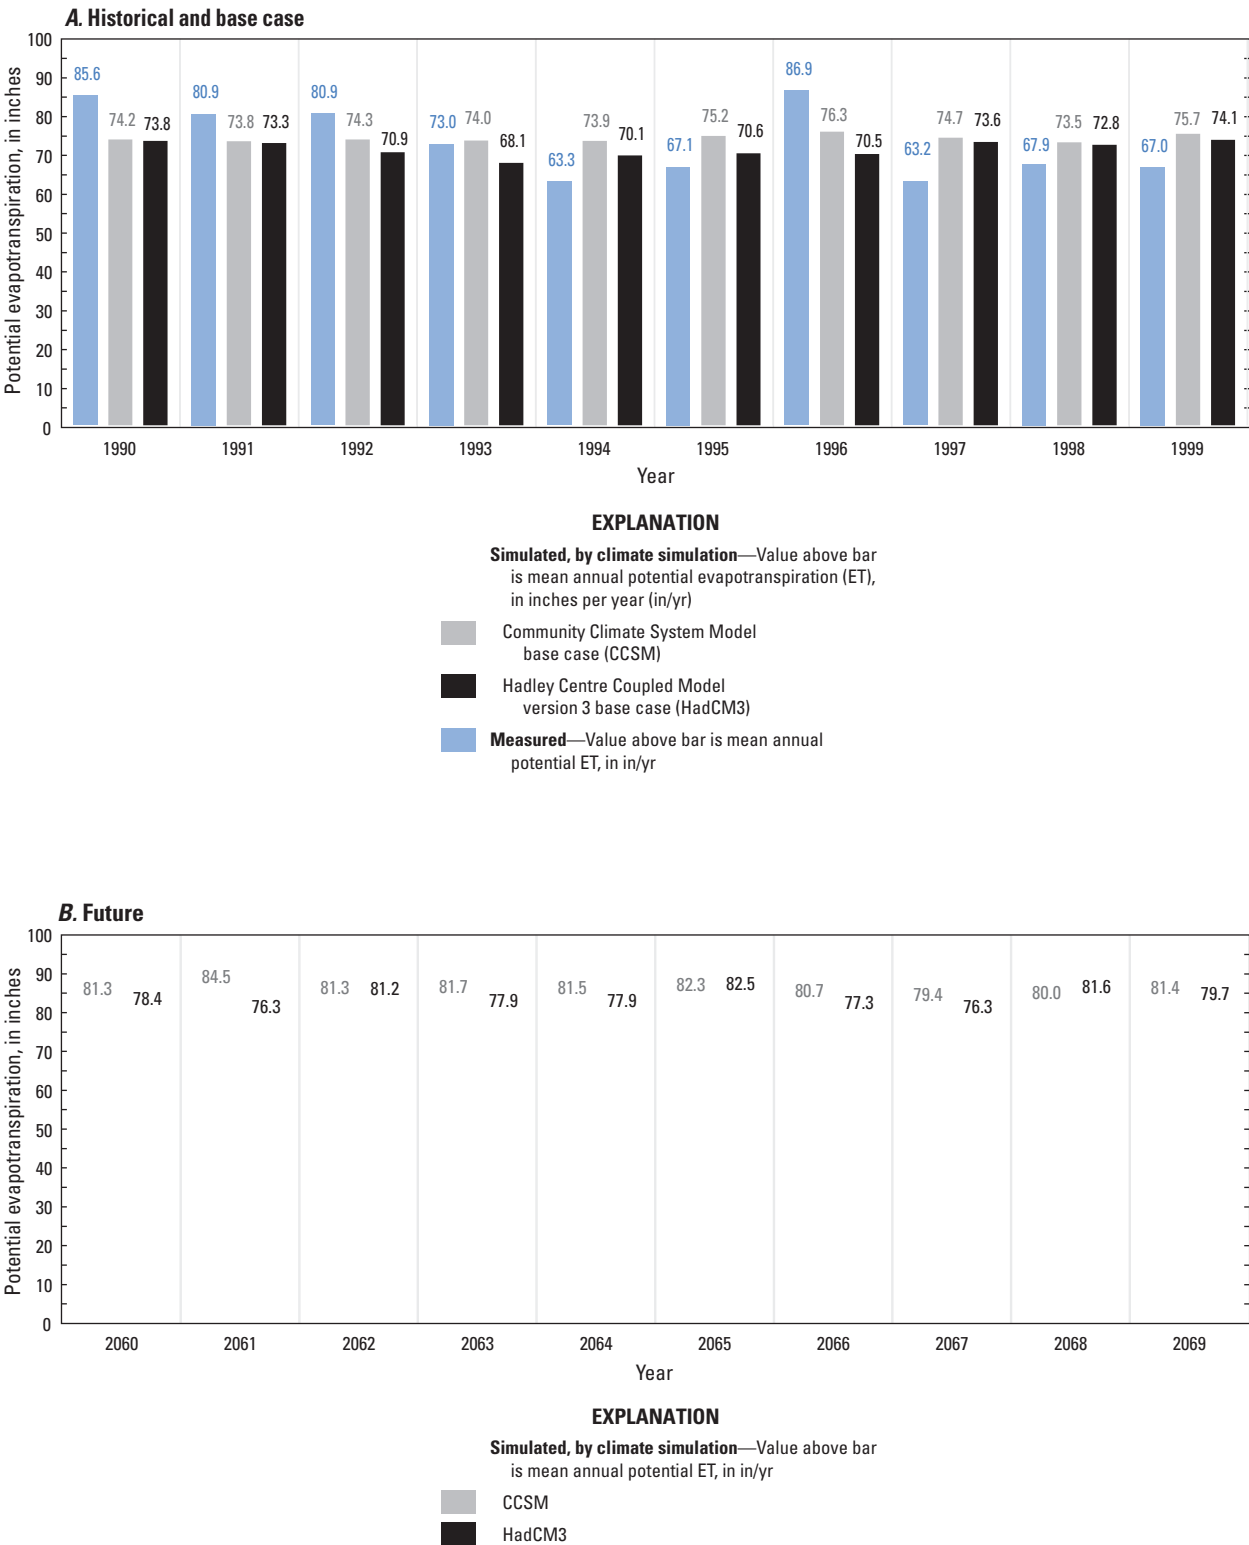 A. Historical and base case
Potential evapotranspiration, in inches
100
90
80
70
60
50
40
30
20
10
0
85.6 74.2 73.8
80.9 73.8 73.3
80.9 74.3 70.9
73.0 74.0 68.1
63.3 73.9 70.1
67.1 75.2 70.6
86.9 76.3 70.5
63.2 74.7 73.6
67.9 73.5 72.8
67.0 75.7 74.1
1990 1991 1992 1993 1994 1995 1996 1997 1998 1999
Year
EXPLANATION
Simulated, by climate simulation—Value above bar
is mean annual potential evapotranspiration (ET),
in inches per year (in/yr)
Community Climate System Model
base case (CCSM)
Hadley Centre Coupled Model
version 3 base case (HadCM3)
Measured—Value above bar is mean annual
potential ET, in in/yr
B. Future
Potential evapotranspiration, in inches
100
90
80
70
60
50
40
30
20
10
0
81.3 78.4
84.5 76.3
81.3 81.2
81.7 77.9
81.5 77.9
82.3 82.5
80.7 77.3
79.4 76.3
80.0 81.6
81.4 79.7
2060 2061 2062 2063 2064 2065 2066 2067 2068 2069
Year
EXPLANATION
Simulated, by climate simulation—Value above bar
is mean annual potential ET, in in/yr
CCSM
HadCM3